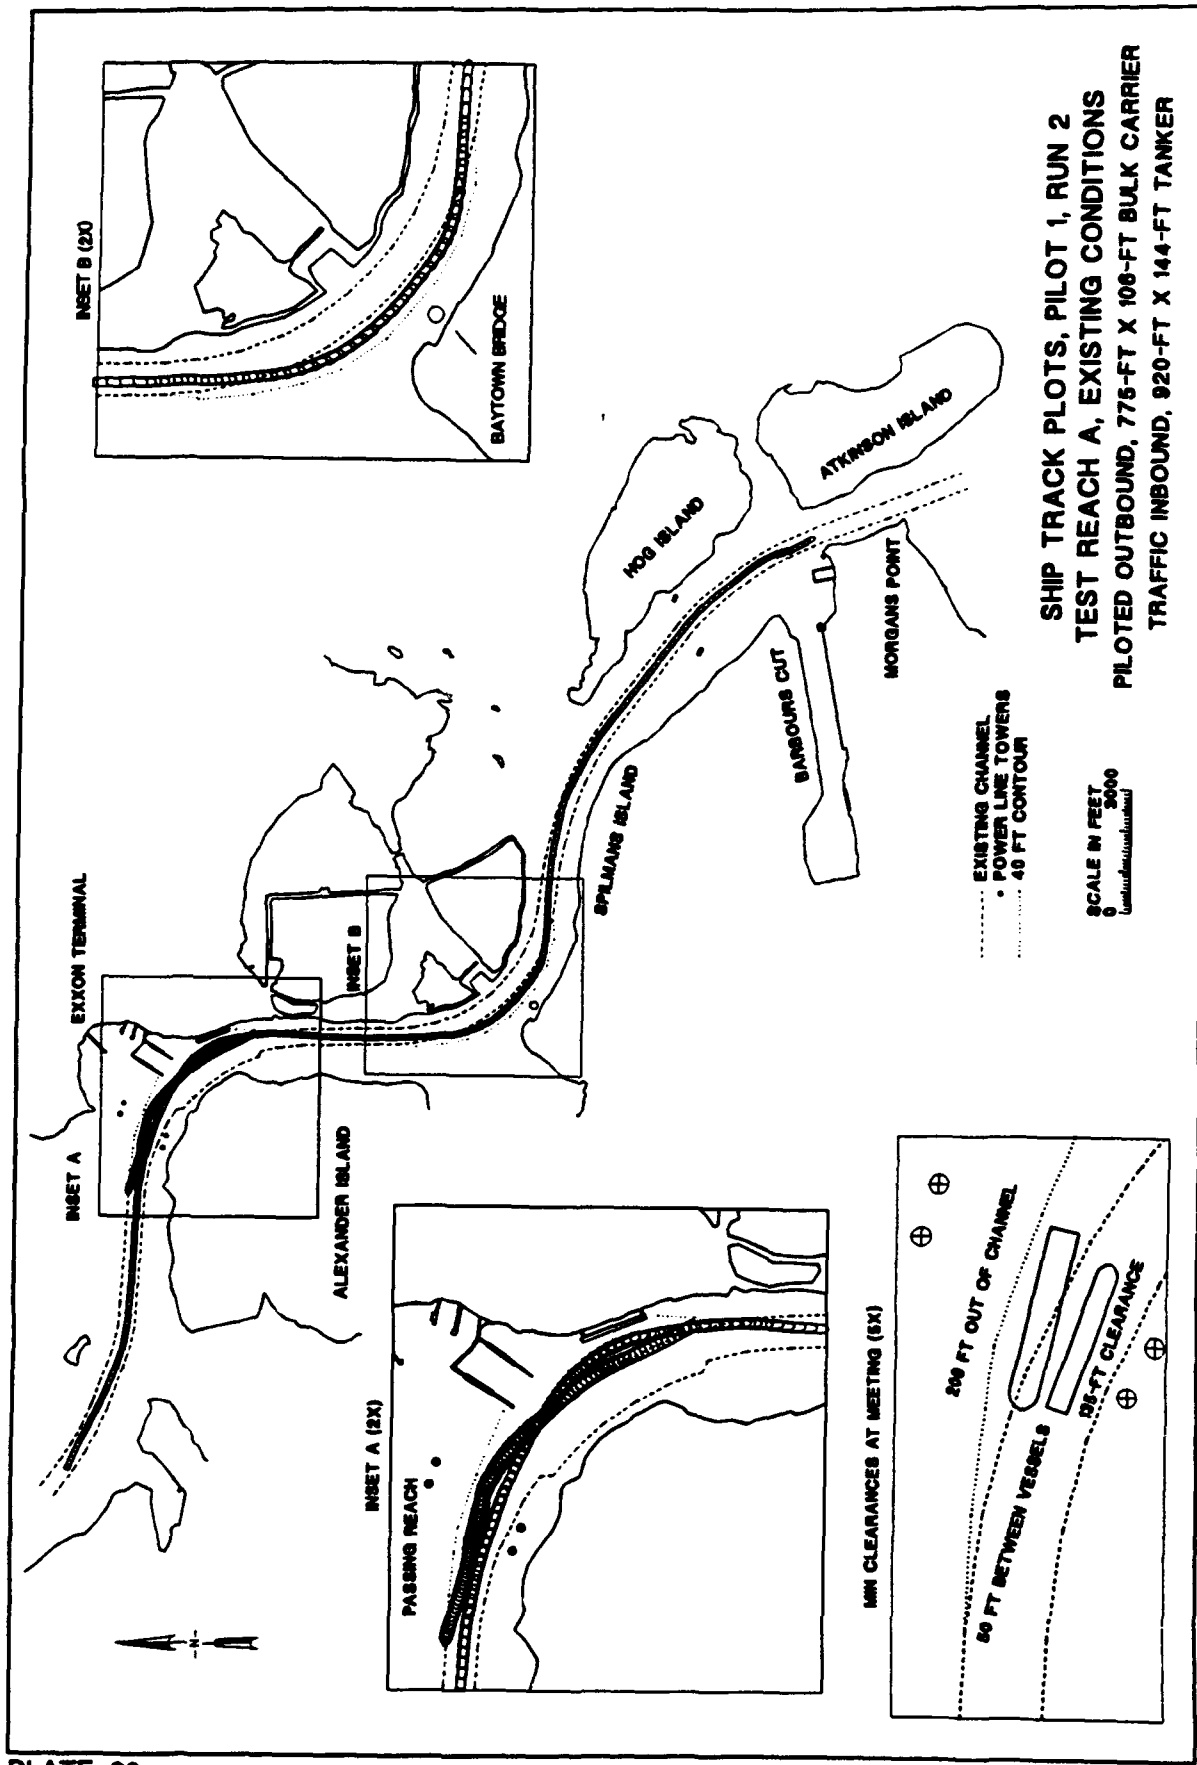 INSET B (2X)
BAYTOWN BRIDGE
EXXON TERMINAL
INSET A
ALEXANDER ISLAND
INSET B
SPILMANS ISLAND
HOG ISLAND
ATKINSON ISLAND
BARBOURS CUT
MORGANS POINT
INSET A (2X)
PASSING REACH
MIN CLEARANCES AT MEETING (5X)
200 FT OUT OF CHANNEL
50 FT BETWEEN VESSELS
135-FT CLEARANCE
-N-
EXISTING CHANNEL
POWER LINE TOWERS
40 FT CONTOUR
SCALE IN FEET
0 3000
SHIP TRACK PLOTS, PILOT 1, RUN 2
TEST REACH A, EXISTING CONDITIONS
PILOTED OUTBOUND, 775-FT X 106-FT BULK CARRIER
TRAFFIC INBOUND, 920-FT X 144-FT TANKER